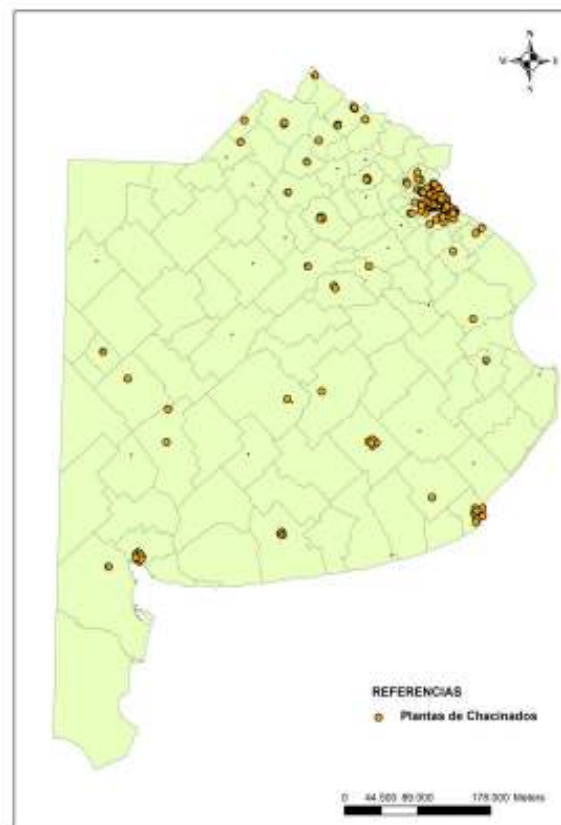 N
W E
S
REFERENCIAS
Plantas de Chacinados
0 44.500 89.000 178.000 Meters